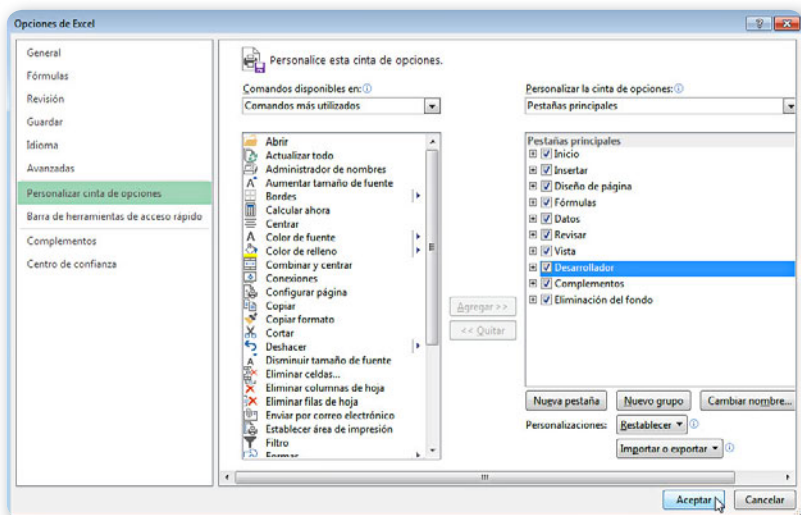 Opciones de Excel
General
Fórmulas
Revisión
Guardar
Idioma
Avanzadas
Personalizar cinta de opciones
Barra de herramientas de acceso rápido
Complementos
Centro de confianza
Personalice esta cinta de opciones.
Comandos disponibles en:
Comandos más utilizados
Abrir
Actualizar todo
Administrador de nombres
Aumentar tamaño de fuente
Bordes
Calcular ahora
Centrar
Color de fuente
Color de relleno
Combinar y centrar
Conexiones
Configurar página
Copiar
Copiar formato
Cortar
Deshacer
Disminuir tamaño de fuente
Eliminar celdas...
Eliminar columnas de hoja
Eliminar filas de hoja
Enviar por correo electrónico
Establecer área de impresión
Filtro
Formas
Agregar >>
<< Quitar
Personalizar la cinta de opciones:
Pestañas principales
Pestañas principales
Inicio
Insertar
Diseño de página
Fórmulas
Datos
Revisar
Vista
Desarrollador
Complementos
Eliminación del fondo
Nueva pestaña Nuevo grupo Cambiar nombre...
Personalizaciones: Restablecer
Importar o exportar
Aceptar Cancelar